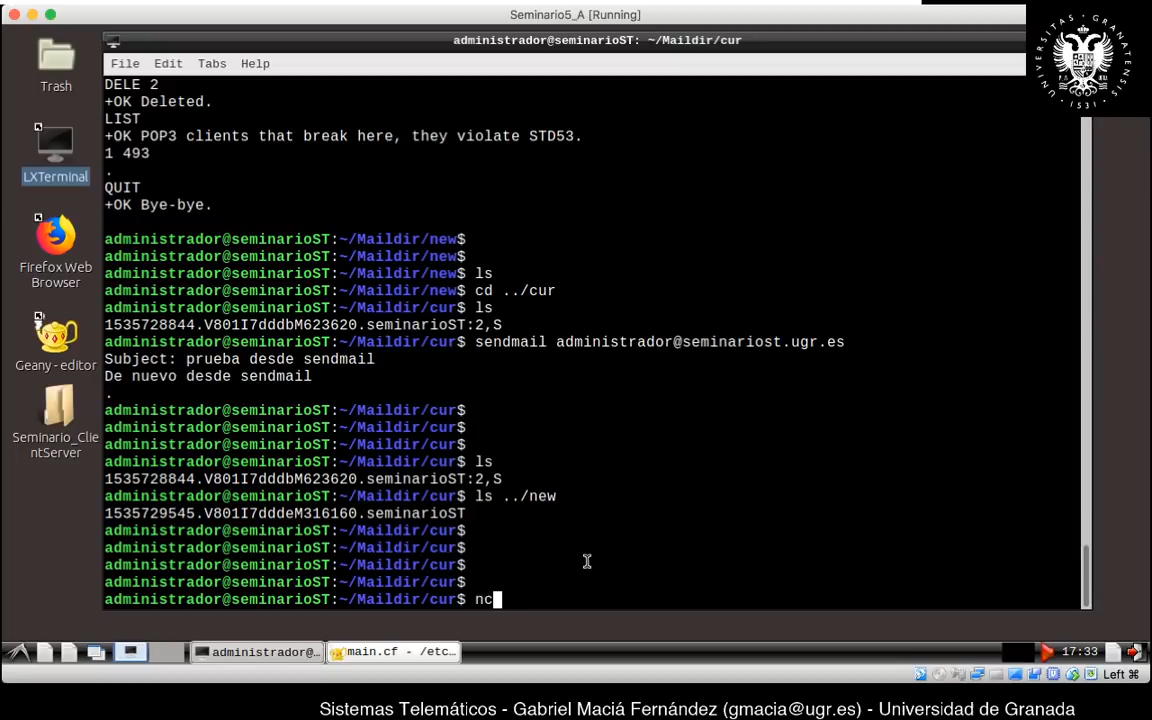 Seminario5_A [Running]
administrador@seminarioST: ~/Maildir/cur
File Edit Tabs Help
UNIVERSITAS GRANATENSIS
1531
Trash
LXTerminal
Firefox Web
Browser
Geany - editor
Seminario_Clie
ntServer
DELE 2
+OK Deleted.
LIST
+OK POP3 clients that break here, they violate STD53.
1 493
.
QUIT
+OK Bye-bye.
administrador@seminarioST:~/Maildir/new$
administrador@seminarioST:~/Maildir/new$
administrador@seminarioST:~/Maildir/new$ ls
administrador@seminarioST:~/Maildir/new$ cd ../cur
administrador@seminarioST:~/Maildir/cur$ ls
1535728844.V801I7dddbM623620.seminarioST:2,S
administrador@seminarioST:~/Maildir/cur$ sendmail administrador@seminariost.ugr.es
Subject: prueba desde sendmail
De nuevo desde sendmail
.
administrador@seminarioST:~/Maildir/cur$
administrador@seminarioST:~/Maildir/cur$
administrador@seminarioST:~/Maildir/cur$
administrador@seminarioST:~/Maildir/cur$ ls
1535728844.V801I7dddbM623620.seminarioST:2,S
administrador@seminarioST:~/Maildir/cur$ ls ../new
1535729545.V801I7dddeM316160.seminarioST
administrador@seminarioST:~/Maildir/cur$
administrador@seminarioST:~/Maildir/cur$
administrador@seminarioST:~/Maildir/cur$
administrador@seminarioST:~/Maildir/cur$
administrador@seminarioST:~/Maildir/cur$ nc
administrador@...
main.cf - /etc...
17:33
Left ⌘
Sistemas Telemáticos - Gabriel Maciá Fernández (gmacia@ugr.es) - Universidad de Granada